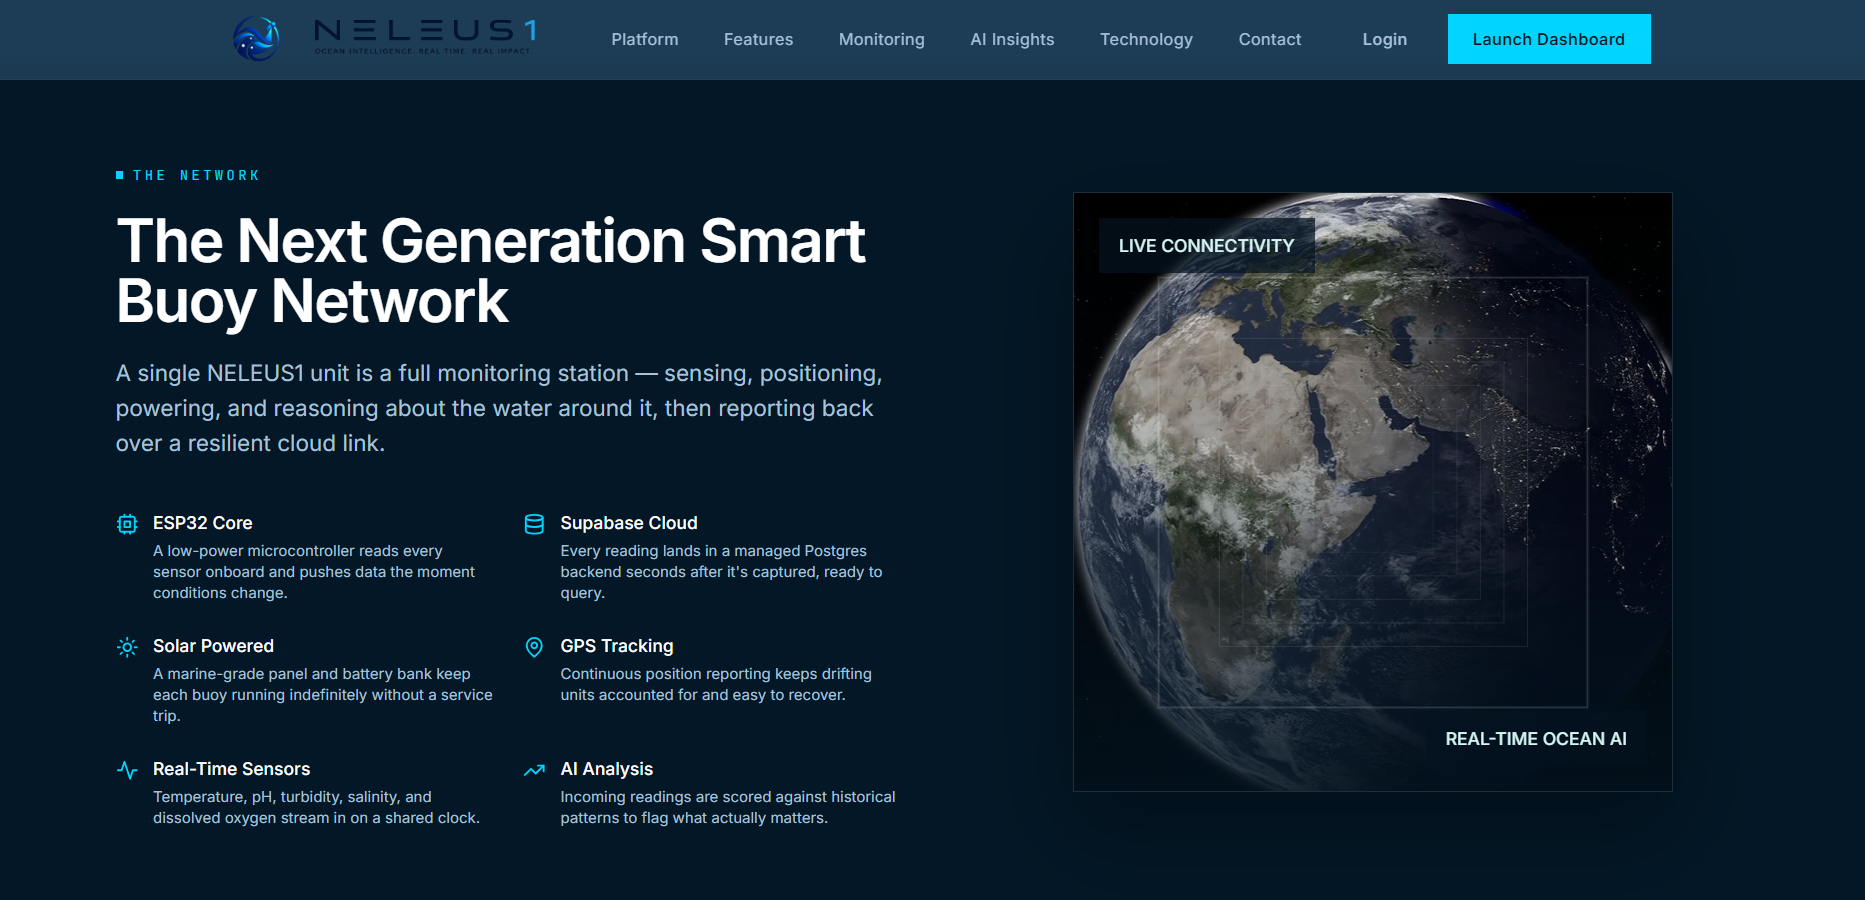 NELEUS1
OCEAN INTELLIGENCE. REAL TIME. REAL IMPACT.
Platform
Features
Monitoring
AI Insights
Technology
Contact
Login
Launch Dashboard
THE NETWORK
The Next Generation Smart
Buoy Network
A single NELEUS1 unit is a full monitoring station — sensing, positioning,
powering, and reasoning about the water around it, then reporting back
over a resilient cloud link.
ESP32 Core
A low-power microcontroller reads every
sensor onboard and pushes data the moment
conditions change.
Supabase Cloud
Every reading lands in a managed Postgres
backend seconds after it's captured, ready to
query.
Solar Powered
A marine-grade panel and battery bank keep
each buoy running indefinitely without a service
trip.
GPS Tracking
Continuous position reporting keeps drifting
units accounted for and easy to recover.
Real-Time Sensors
Temperature, pH, turbidity, salinity, and
dissolved oxygen stream in on a shared clock.
AI Analysis
Incoming readings are scored against historical
patterns to flag what actually matters.
LIVE CONNECTIVITY
REAL-TIME OCEAN AI